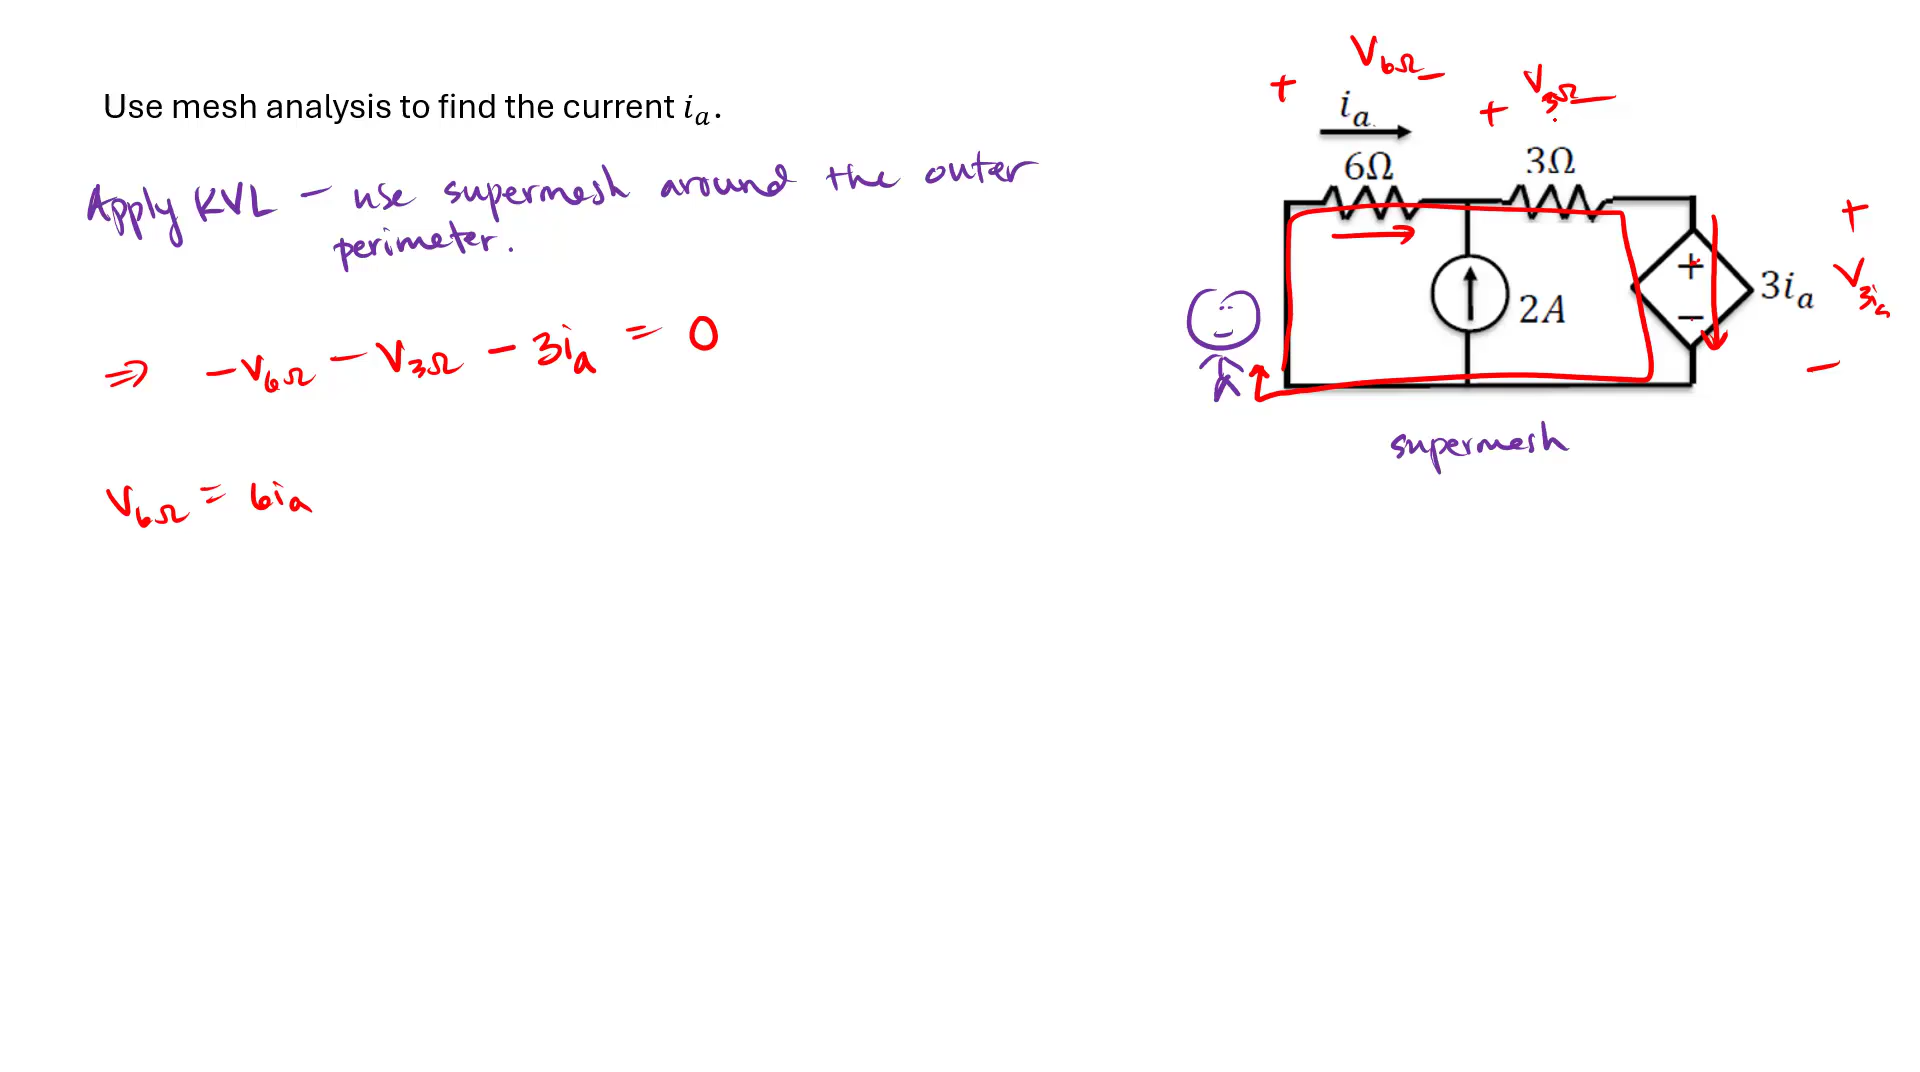 Use mesh analysis to find the current iₐ.
Apply KVL – use supermesh around the outer
perimeter.
⇒ -V6Ω - V3Ω - 3iₐ = 0
V6Ω = 6iₐ
+ V6Ω -
+ V3Ω -
iₐ
6Ω
3Ω
2A
+
-
3iₐ
+
V3iₐ
-
supermesh